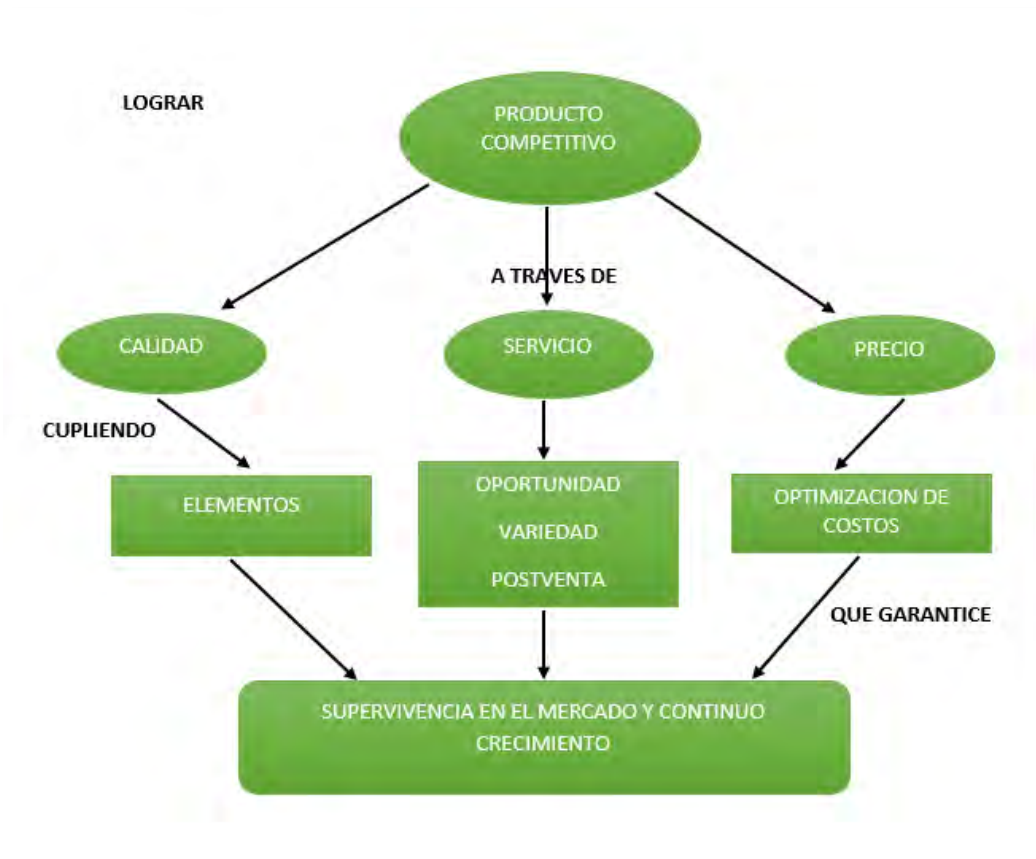 LOGRAR
PRODUCTO
COMPETITIVO
A TRAVES DE
CALIDAD
SERVICIO
PRECIO
CUPLIENDO
ELEMENTOS
OPORTUNIDAD
VARIEDAD
POSTVENTA
OPTIMIZACION DE
COSTOS
QUE GARANTICE
SUPERVIVENCIA EN EL MERCADO Y CONTINUO
CRECIMIENTO